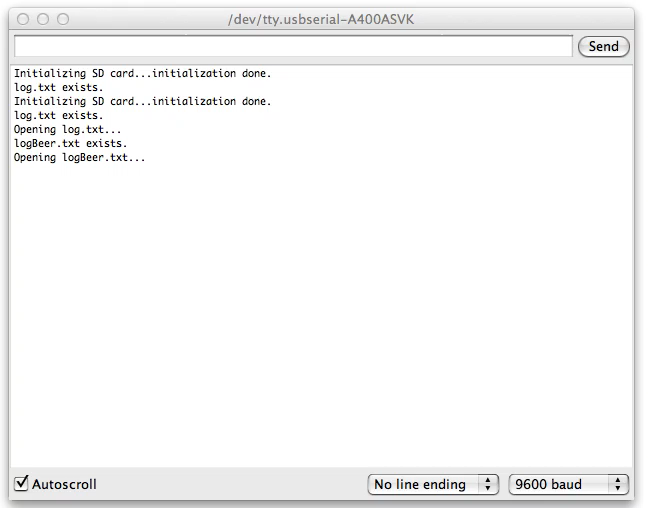 /dev/tty.usbserial-A400ASVK
Send
Initializing SD card...initialization done.
log.txt exists.
Initializing SD card...initialization done.
log.txt exists.
Opening log.txt...
logBeer.txt exists.
Opening logBeer.txt...
Autoscroll
No line ending
9600 baud